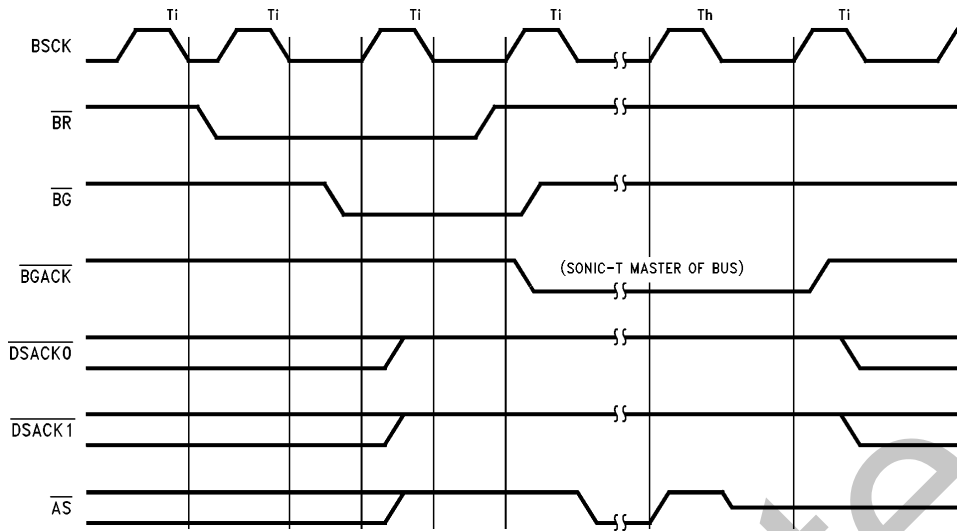 Ti Ti Ti Ti Th Ti
BSCK
BR
BG
BGACK
(SONIC-T MASTER OF BUS)
DSACK0
DSACK1
AS